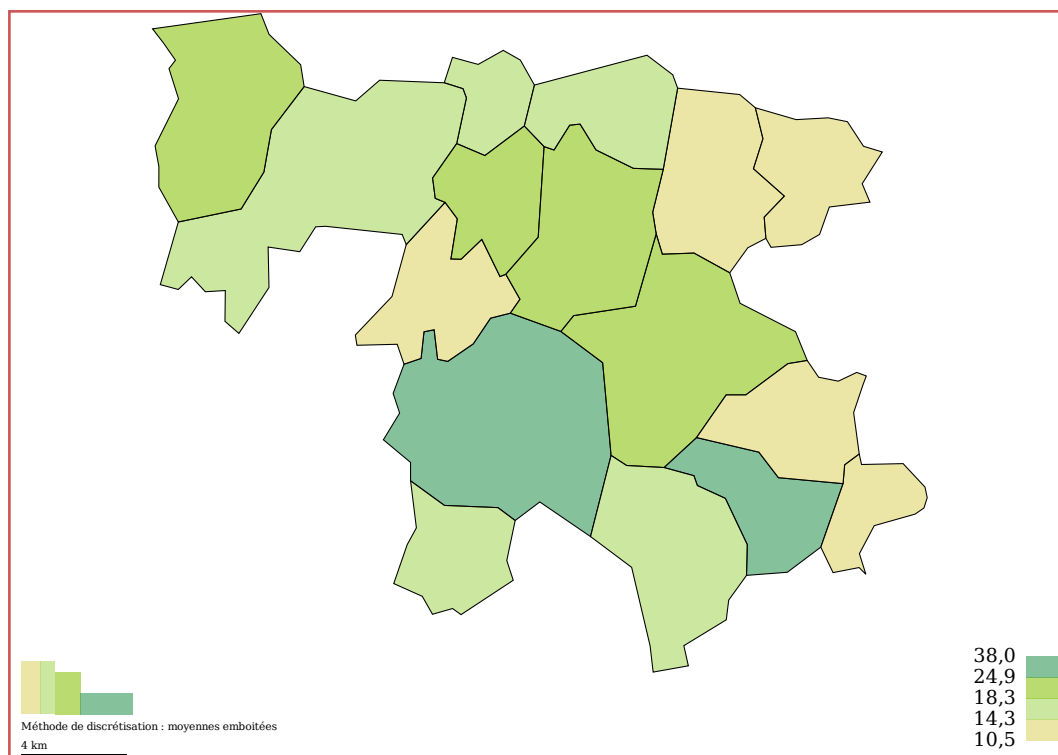 38,0
24,9
18,3
14,3
10,5
Méthode de discrétisation : moyennes emboitées
4 km